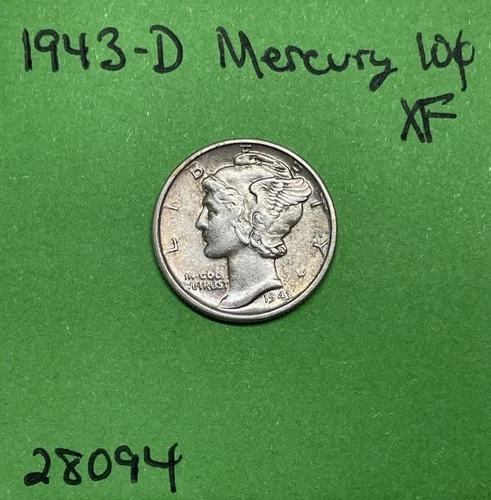 1943-D Mercury 10¢
XF
LIBERTY
IN GOD
WE TRUST
1943
28094